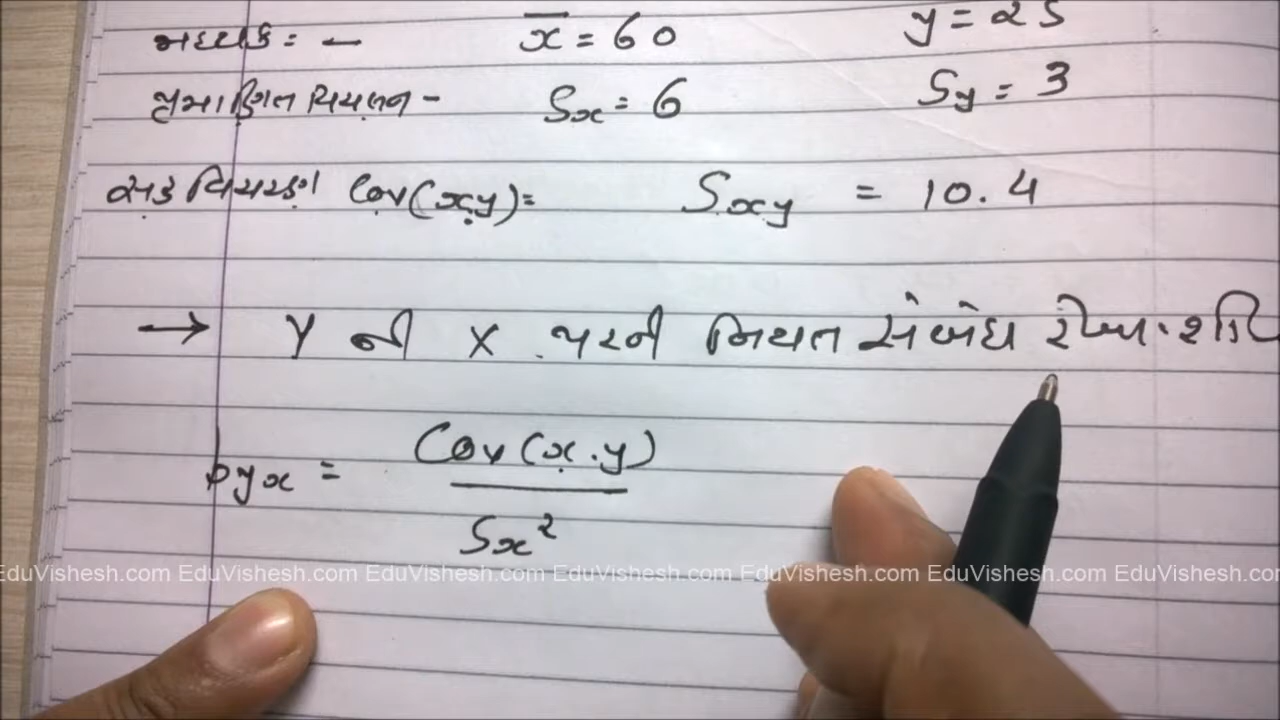 મધ્યક :- x̄ = 60 y = 25
પ્રમાણિત વિચલન - Sx = 6 Sy = 3
સહ વિચરણ Cov(x,y) = Sxy = 10.4
→ Y ની X પરની નિયત સંબંધ રેખા.
byx = Cov(x.y) / Sx²
EduVishesh.com EduVishesh.com EduVishesh.com EduVishesh.com EduVishesh.com EduVishesh.com EduVishesh.com